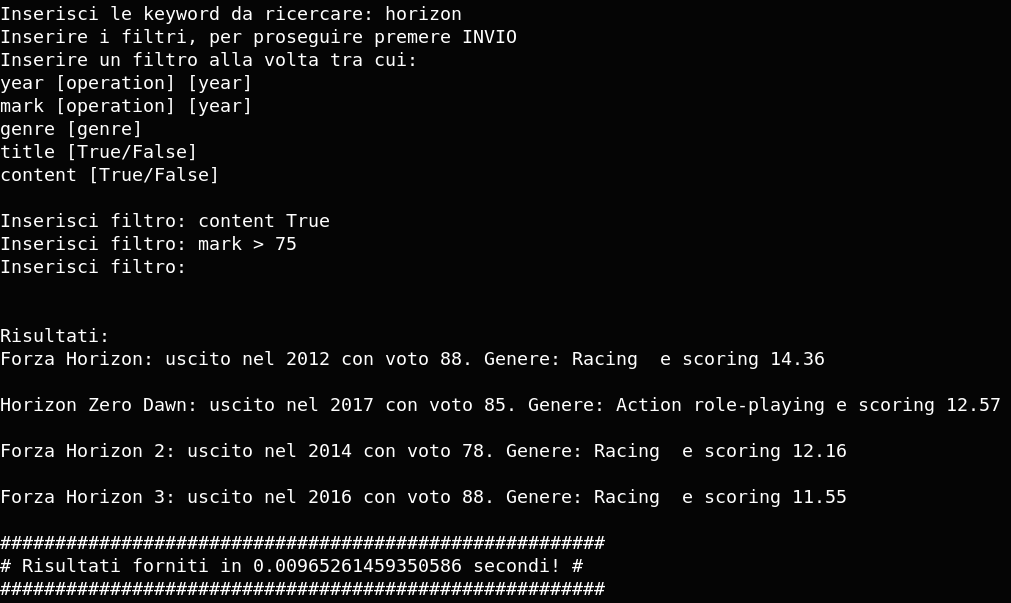 Inserisci le keyword da ricercare: horizon
Inserire i filtri, per proseguire premere INVIO
Inserire un filtro alla volta tra cui:
year [operation] [year]
mark [operation] [year]
genre [genre]
title [True/False]
content [True/False]
Inserisci filtro: content True
Inserisci filtro: mark > 75
Inserisci filtro:
Risultati:
Forza Horizon: uscito nel 2012 con voto 88. Genere: Racing  e scoring 14.36
Horizon Zero Dawn: uscito nel 2017 con voto 85. Genere: Action role-playing e scoring 12.57
Forza Horizon 2: uscito nel 2014 con voto 78. Genere: Racing  e scoring 12.16
Forza Horizon 3: uscito nel 2016 con voto 88. Genere: Racing  e scoring 11.55
#######################################################
# Risultati forniti in 0.00965261459350586 secondi! #
#######################################################